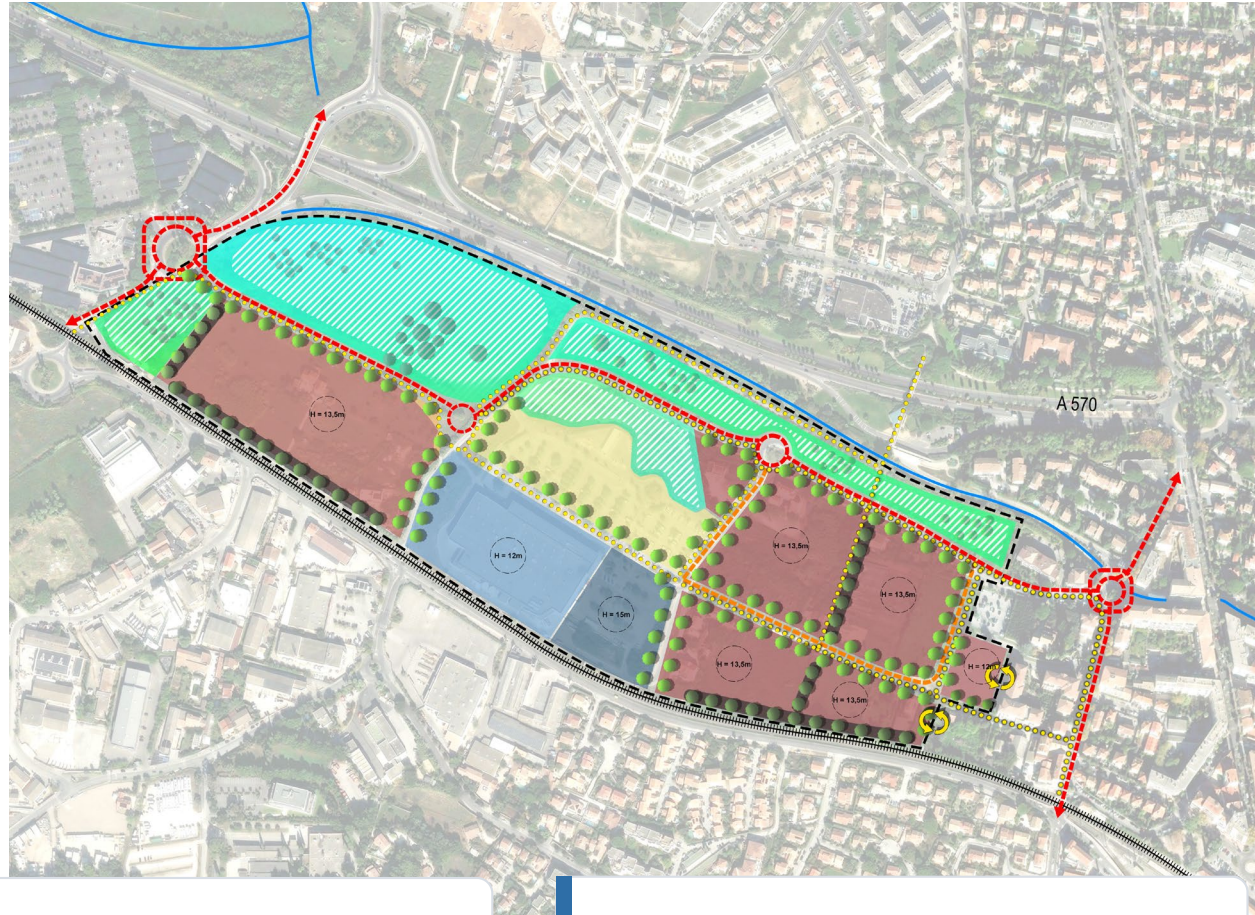 A 570
H = 13,5m
H = 13,5m
H = 12m
H = 13,5m
H = 15m
H = 13,5m
H = 12m
H = 13,5m